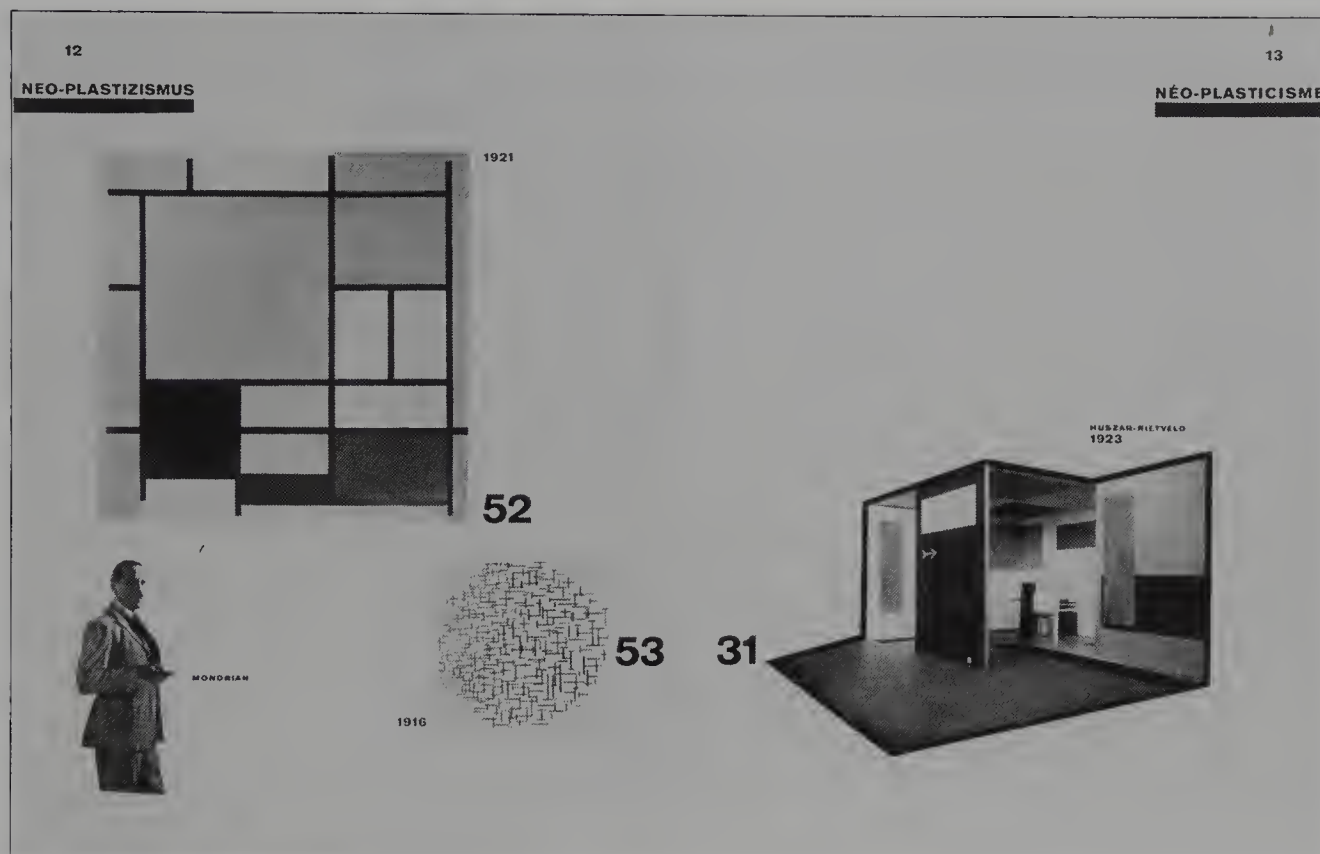 12
NEO-PLASTIZISMUS
1921
52
MONDRIAN
1916
53
13
NÉO-PLASTICISME
HUSZAR-RIETVELD
1923
31